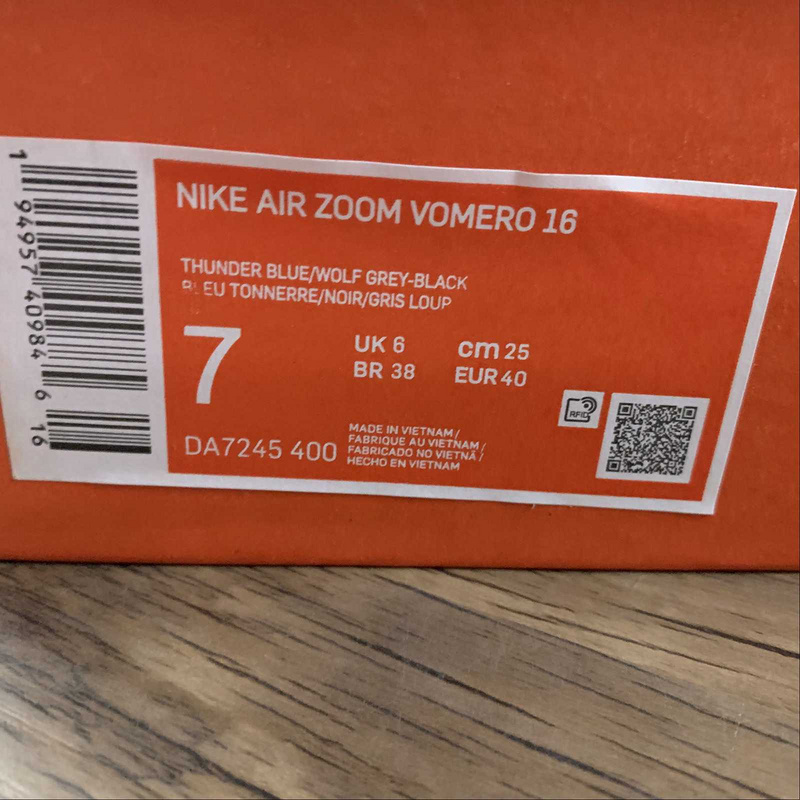 NIKE AIR ZOOM VOMERO 16
THUNDER BLUE/WOLF GREY-BLACK
BLEU TONNERRE/NOIR/GRIS LOUP
7
UK 6
cm 25
BR 38
EUR 40
DA7245 400
MADE IN VIETNAM /
FABRIQUE AU VIETNAM /
FABRICADO NO VIETNÃ /
HECHO EN VIETNAM
RFID
1 94957 40984 6 16